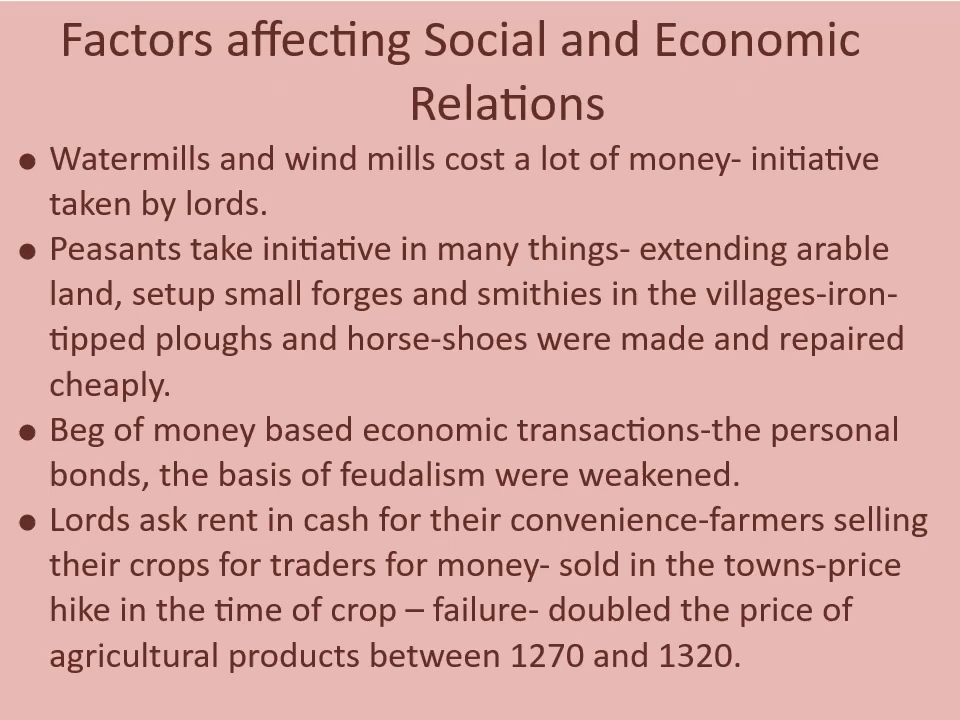 Factors affecting Social and Economic
Relations
● Watermills and wind mills cost a lot of money- initiative
taken by lords.
● Peasants take initiative in many things- extending arable
land, setup small forges and smithies in the villages-iron-
tipped ploughs and horse-shoes were made and repaired
cheaply.
● Beg of money based economic transactions-the personal
bonds, the basis of feudalism were weakened.
● Lords ask rent in cash for their convenience-farmers selling
their crops for traders for money- sold in the towns-price
hike in the time of crop – failure- doubled the price of
agricultural products between 1270 and 1320.